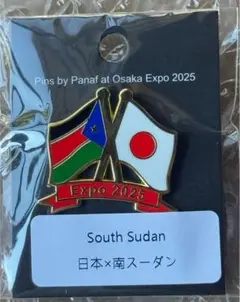 Pins by Panaf at Osaka Expo 2025
Expo 2025
South Sudan
日本×南スーダン